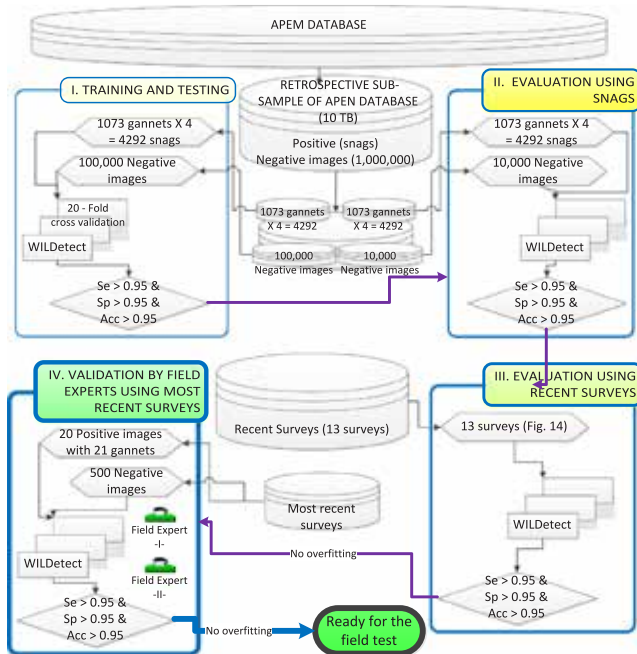 APEM DATABASE
I. TRAINING AND TESTING
1073 gannets X 4
= 4292 snags
100,000 Negative
images
20 - Fold
cross validation
WILDetect
Se > 0.95 &
Sp > 0.95 &
Acc > 0.95
RETROSPECTIVE SUB-
SAMPLE OF APEN DATABASE
(10 TB)
Positive (snags)
Negative images (1,000,000)
1073 gannets
X 4 = 4292
1073 gannets
X 4 = 4292
100,000
Negative images
10,000
Negative images
II. EVALUATION USING
SNAGS
1073 gannets X 4
= 4292 snags
10,000 Negative
images
WILDetect
Se > 0.95 &
Sp > 0.95 &
Acc > 0.95
III. EVALUATION USING
RECENT SURVEYS
Recent Surveys (13 surveys)
13 surveys (Fig. 14)
WILDetect
Se > 0.95 &
Sp > 0.95 &
Acc > 0.95
No overfitting
IV. VALIDATION BY FIELD
EXPERTS USING MOST
RECENT SURVEYS
20 Positive images
with 21 gannets
500 Negative
images
Most recent
surveys
Field Expert
-I-
Field Expert
-II-
WILDetect
Se > 0.95 &
Sp > 0.95 &
Acc > 0.95
No overfitting
Ready for the
field test